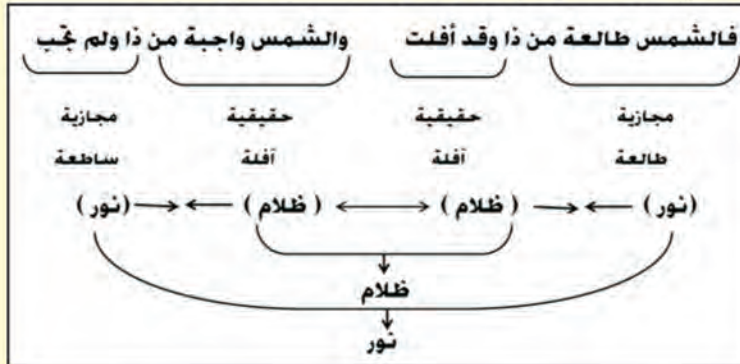 فالشمس طالعة من ذا وقد أفلت والشمس واجبة من ذا ولم تجب
مجازية حقيقية حقيقية مجازية
طالعة آفلة آفلة ساطعة
(نور) (ظلام) (ظلام) (نور)
ظلام
نور